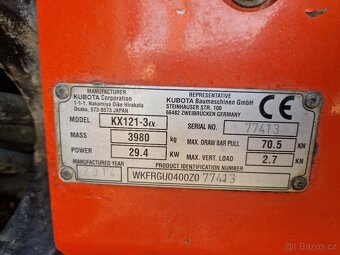 MANUFACTURER
KUBOTA Corporation
1-1-1, Nakamiya Oike Hirakata
Osaka, 573-8573 JAPAN.
REPRESENTATIVE
KUBOTA Baumaschinen GmbH
STEINHAUSER STR. 100
66482 ZWEIBRÜCKEN GERMANY
CE
MODEL KX121-3α SERIAL NO. 77413
MASS 3980 kg MAX. DRAW BAR PULL 70.5 KN
POWER 29.4 KW MAX. VERT. LOAD 2.7 KN
MANUFACTURED YEAR PRODUCT IDENTIFICATION NUMBER
2014 WKFRGU0400Z0 77413
bazos.cz